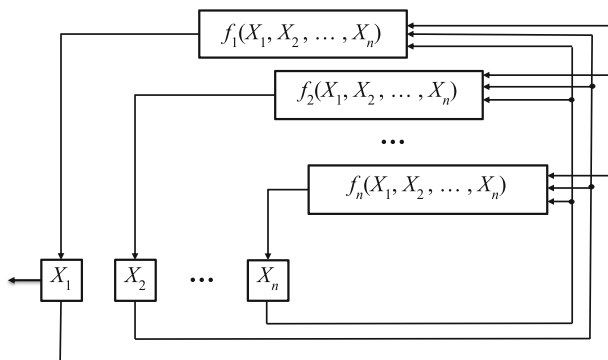 f₁(X₁, X₂, … , Xₙ)
f₂(X₁, X₂, … , Xₙ)
...
fₙ(X₁, X₂, … , Xₙ)
X₁ X₂ ... Xₙ